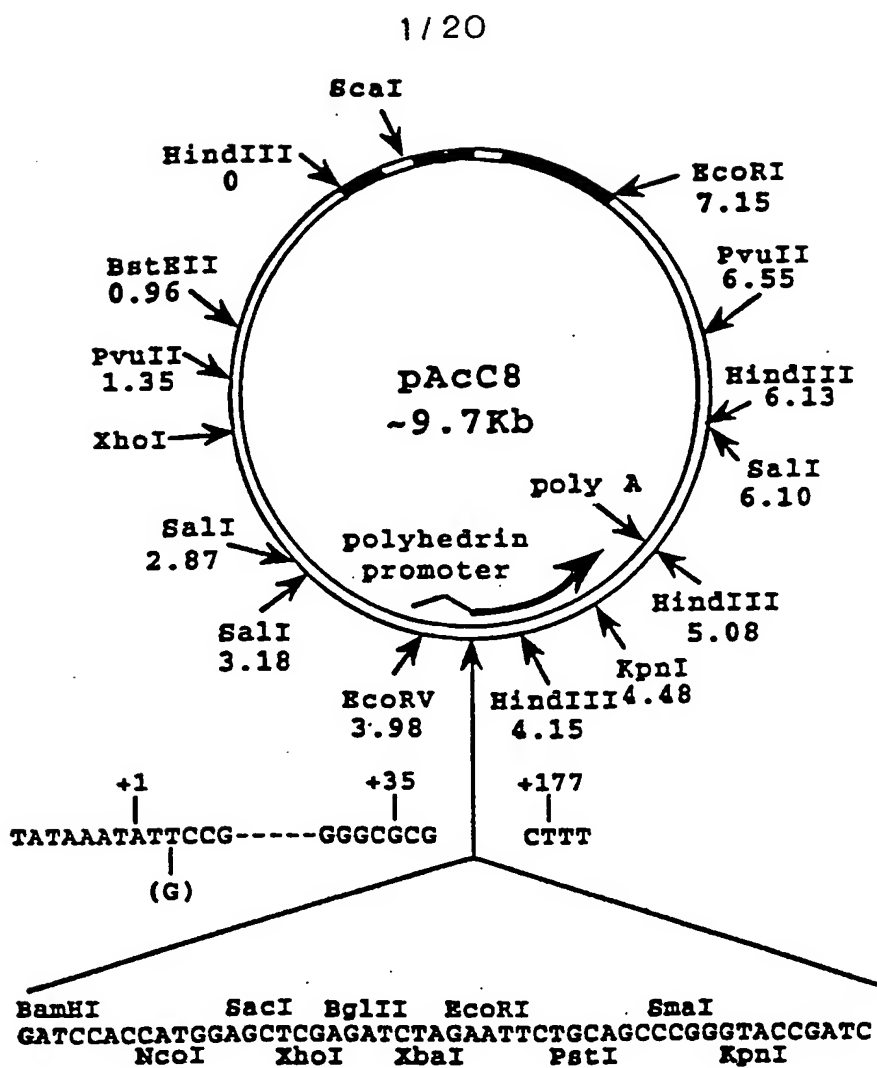 1/20
ScaI
HindIII
0
EcoRI
7.15
BstEII
0.96
PvuII
6.55
PvuII
1.35
pAcC8
~9.7Kb
HindIII
6.13
XhoI
SalI
6.10
poly A
SalI
2.87
polyhedrin
promoter
HindIII
5.08
SalI
3.18
KpnI
4.48
EcoRV
3.98
HindIII
4.15
+1
+35
+177
TATAAATATTCCG-----GGGCGCG
CTTT
(G)
BamHI SacI BglII EcoRI SmaI
GATCCACCATGGAGCTCGAGATCTAGAATTCTGCAGCCCGGGTACCGATC
NcoI XhoI XbaI PstI KpnI